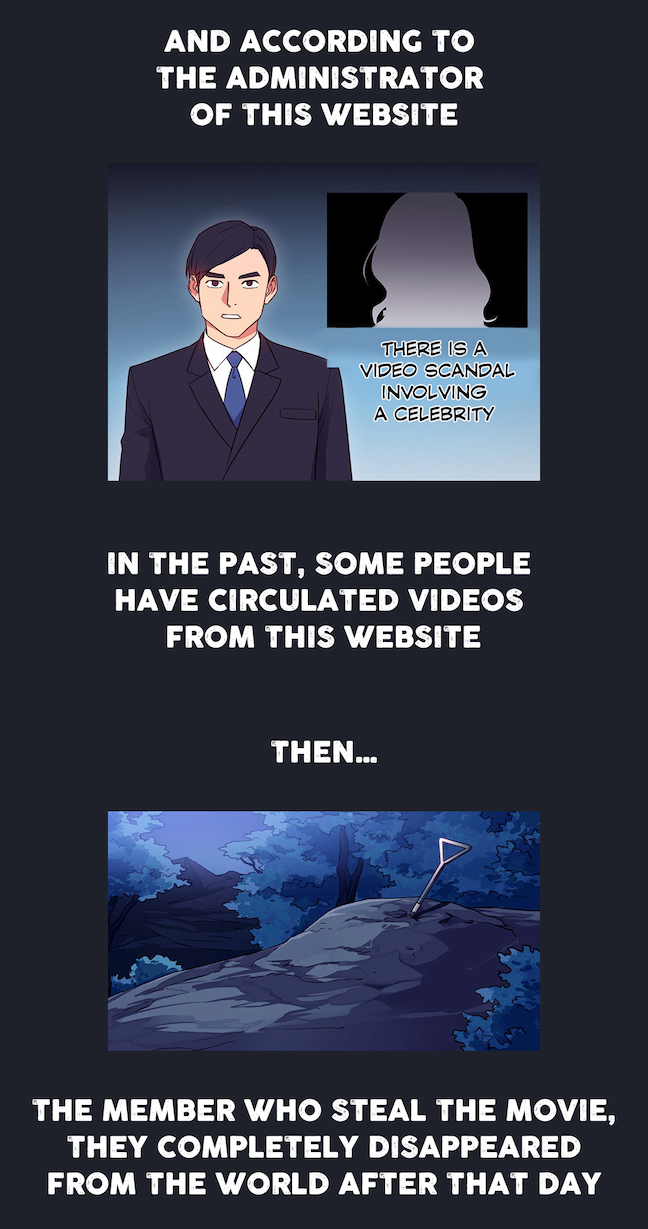 AND ACCORDING TO
THE ADMINISTRATOR
OF THIS WEBSITE
THERE IS A
VIDEO SCANDAL
INVOLVING
A CELEBRITY
IN THE PAST, SOME PEOPLE
HAVE CIRCULATED VIDEOS
FROM THIS WEBSITE
THEN...
THE MEMBER WHO STEAL THE MOVIE,
THEY COMPLETELY DISAPPEARED
FROM THE WORLD AFTER THAT DAY